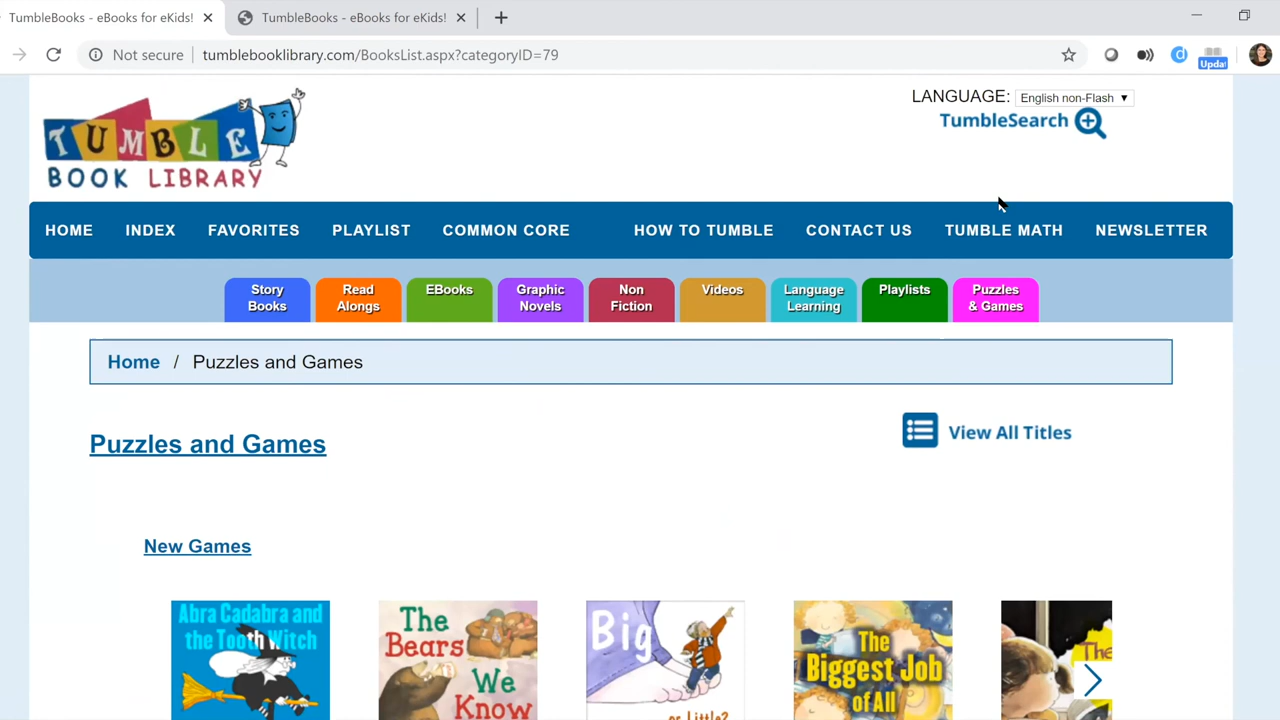 TumbleBooks - eBooks for eKids!
TumbleBooks - eBooks for eKids!
Not secure
tumblebooklibrary.com/BooksList.aspx?categoryID=79
Updat
TUMBLE
BOOK LIBRARY
LANGUAGE: English non-Flash
TumbleSearch
HOME INDEX FAVORITES PLAYLIST COMMON CORE HOW TO TUMBLE CONTACT US TUMBLE MATH NEWSLETTER
Story Books
Read Alongs
EBooks
Graphic Novels
Non Fiction
Videos
Language Learning
Playlists
Puzzles & Games
Home / Puzzles and Games
Puzzles and Games
View All Titles
New Games
Abra Cadabra and
the Tooth Witch
The
Bears
We
Know
Big
or Little?
The
Biggest Job
of All
The